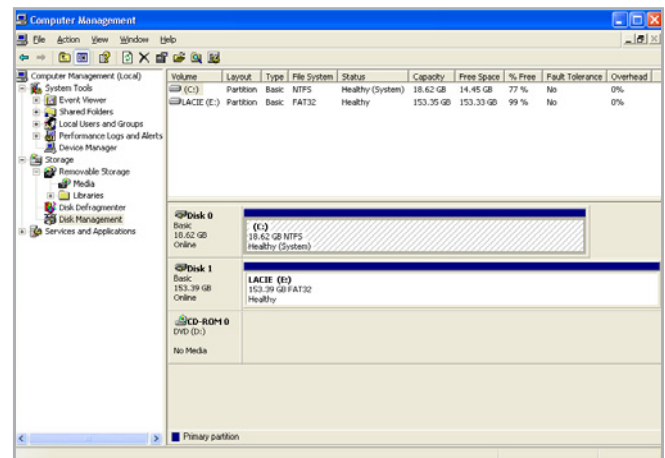 Computer Management
File Action View Window Help
Computer Management (Local)
System Tools
Event Viewer
Shared Folders
Local Users and Groups
Performance Logs and Alerts
Device Manager
Storage
Removable Storage
Media
Libraries
Disk Defragmenter
Disk Management
Services and Applications
Volume Layout Type File System Status Capacity Free Space % Free Fault Tolerance Overhead
(C:) Partition Basic NTFS Healthy (System) 18.62 GB 14.45 GB 77 % No 0%
LACIE (E:) Partition Basic FAT32 Healthy 153.35 GB 153.33 GB 99 % No 0%
Disk 0
Basic
18.62 GB
Online
(C:)
18.62 GB NTFS
Healthy (System)
Disk 1
Basic
153.39 GB
Online
LACIE (E:)
153.39 GB FAT32
Healthy
CD-ROM 0
DVD (D:)
No Media
Primary partition